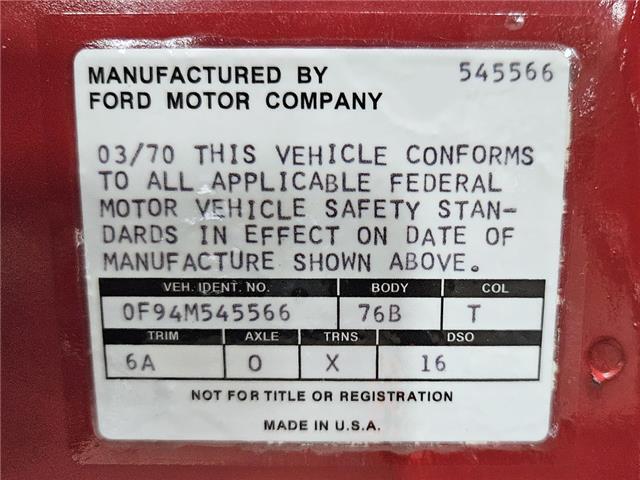 MANUFACTURED BY 545566
FORD MOTOR COMPANY
03/70 THIS VEHICLE CONFORMS
TO ALL APPLICABLE FEDERAL
MOTOR VEHICLE SAFETY STAN-
DARDS IN EFFECT ON DATE OF
MANUFACTURE SHOWN ABOVE.
VEH. IDENT. NO. BODY COL
0F94M545566 76B T
TRIM AXLE TRNS DSO
6A O X 16
NOT FOR TITLE OR REGISTRATION
MADE IN U.S.A.